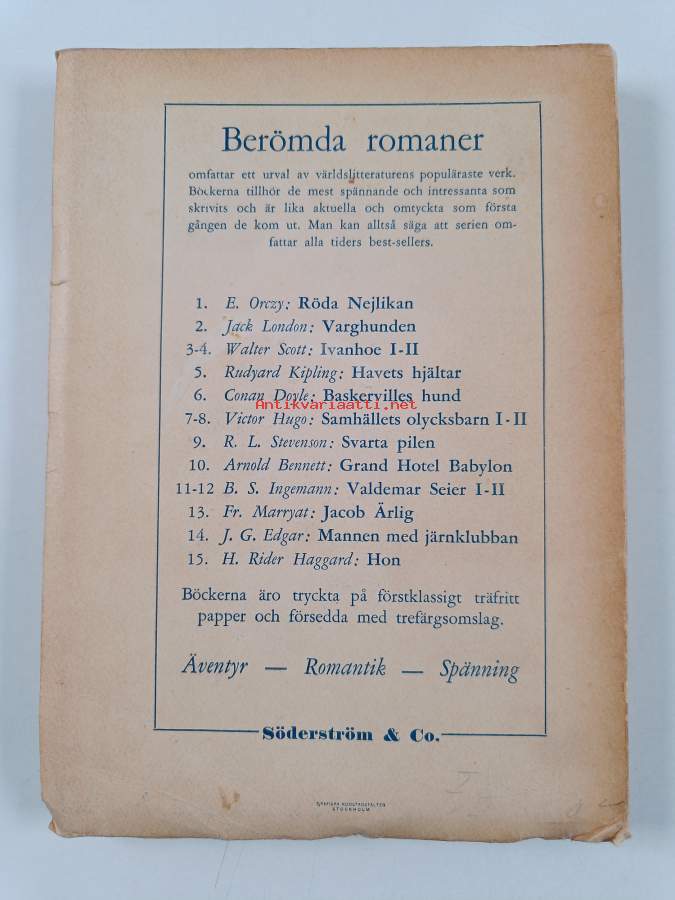 Berömda romaner
omfattar ett urval av världslitteraturens populäraste verk.
Böckerna tillhör de mest spännande och intressanta som
skrivits och är lika aktuella och omtyckta som första
gången de kom ut. Man kan alltså säga att serien om-
fattar alla tiders best-sellers.
1. E. Orczy: Röda Nejlikan
2. Jack London: Varghunden
3-4. Walter Scott: Ivanhoe I-II
5. Rudyard Kipling: Havets hjältar
6. Conan Doyle: Baskervilles hund
Antikvariaatti.net
7-8. Victor Hugo: Samhällets olycksbarn I-II
9. R. L. Stevenson: Svarta pilen
10. Arnold Bennett: Grand Hotel Babylon
11-12 B. S. Ingemann: Valdemar Seier I-II
13. Fr. Marryat: Jacob Ärlig
14. J. G. Edgar: Mannen med järnklubban
15. H. Rider Haggard: Hon
Böckerna äro tryckta på förstklassigt träfritt
papper och försedda med trefärgsomslag.
Äventyr — Romantik — Spänning
Söderström & Co.
STOCKHOLM